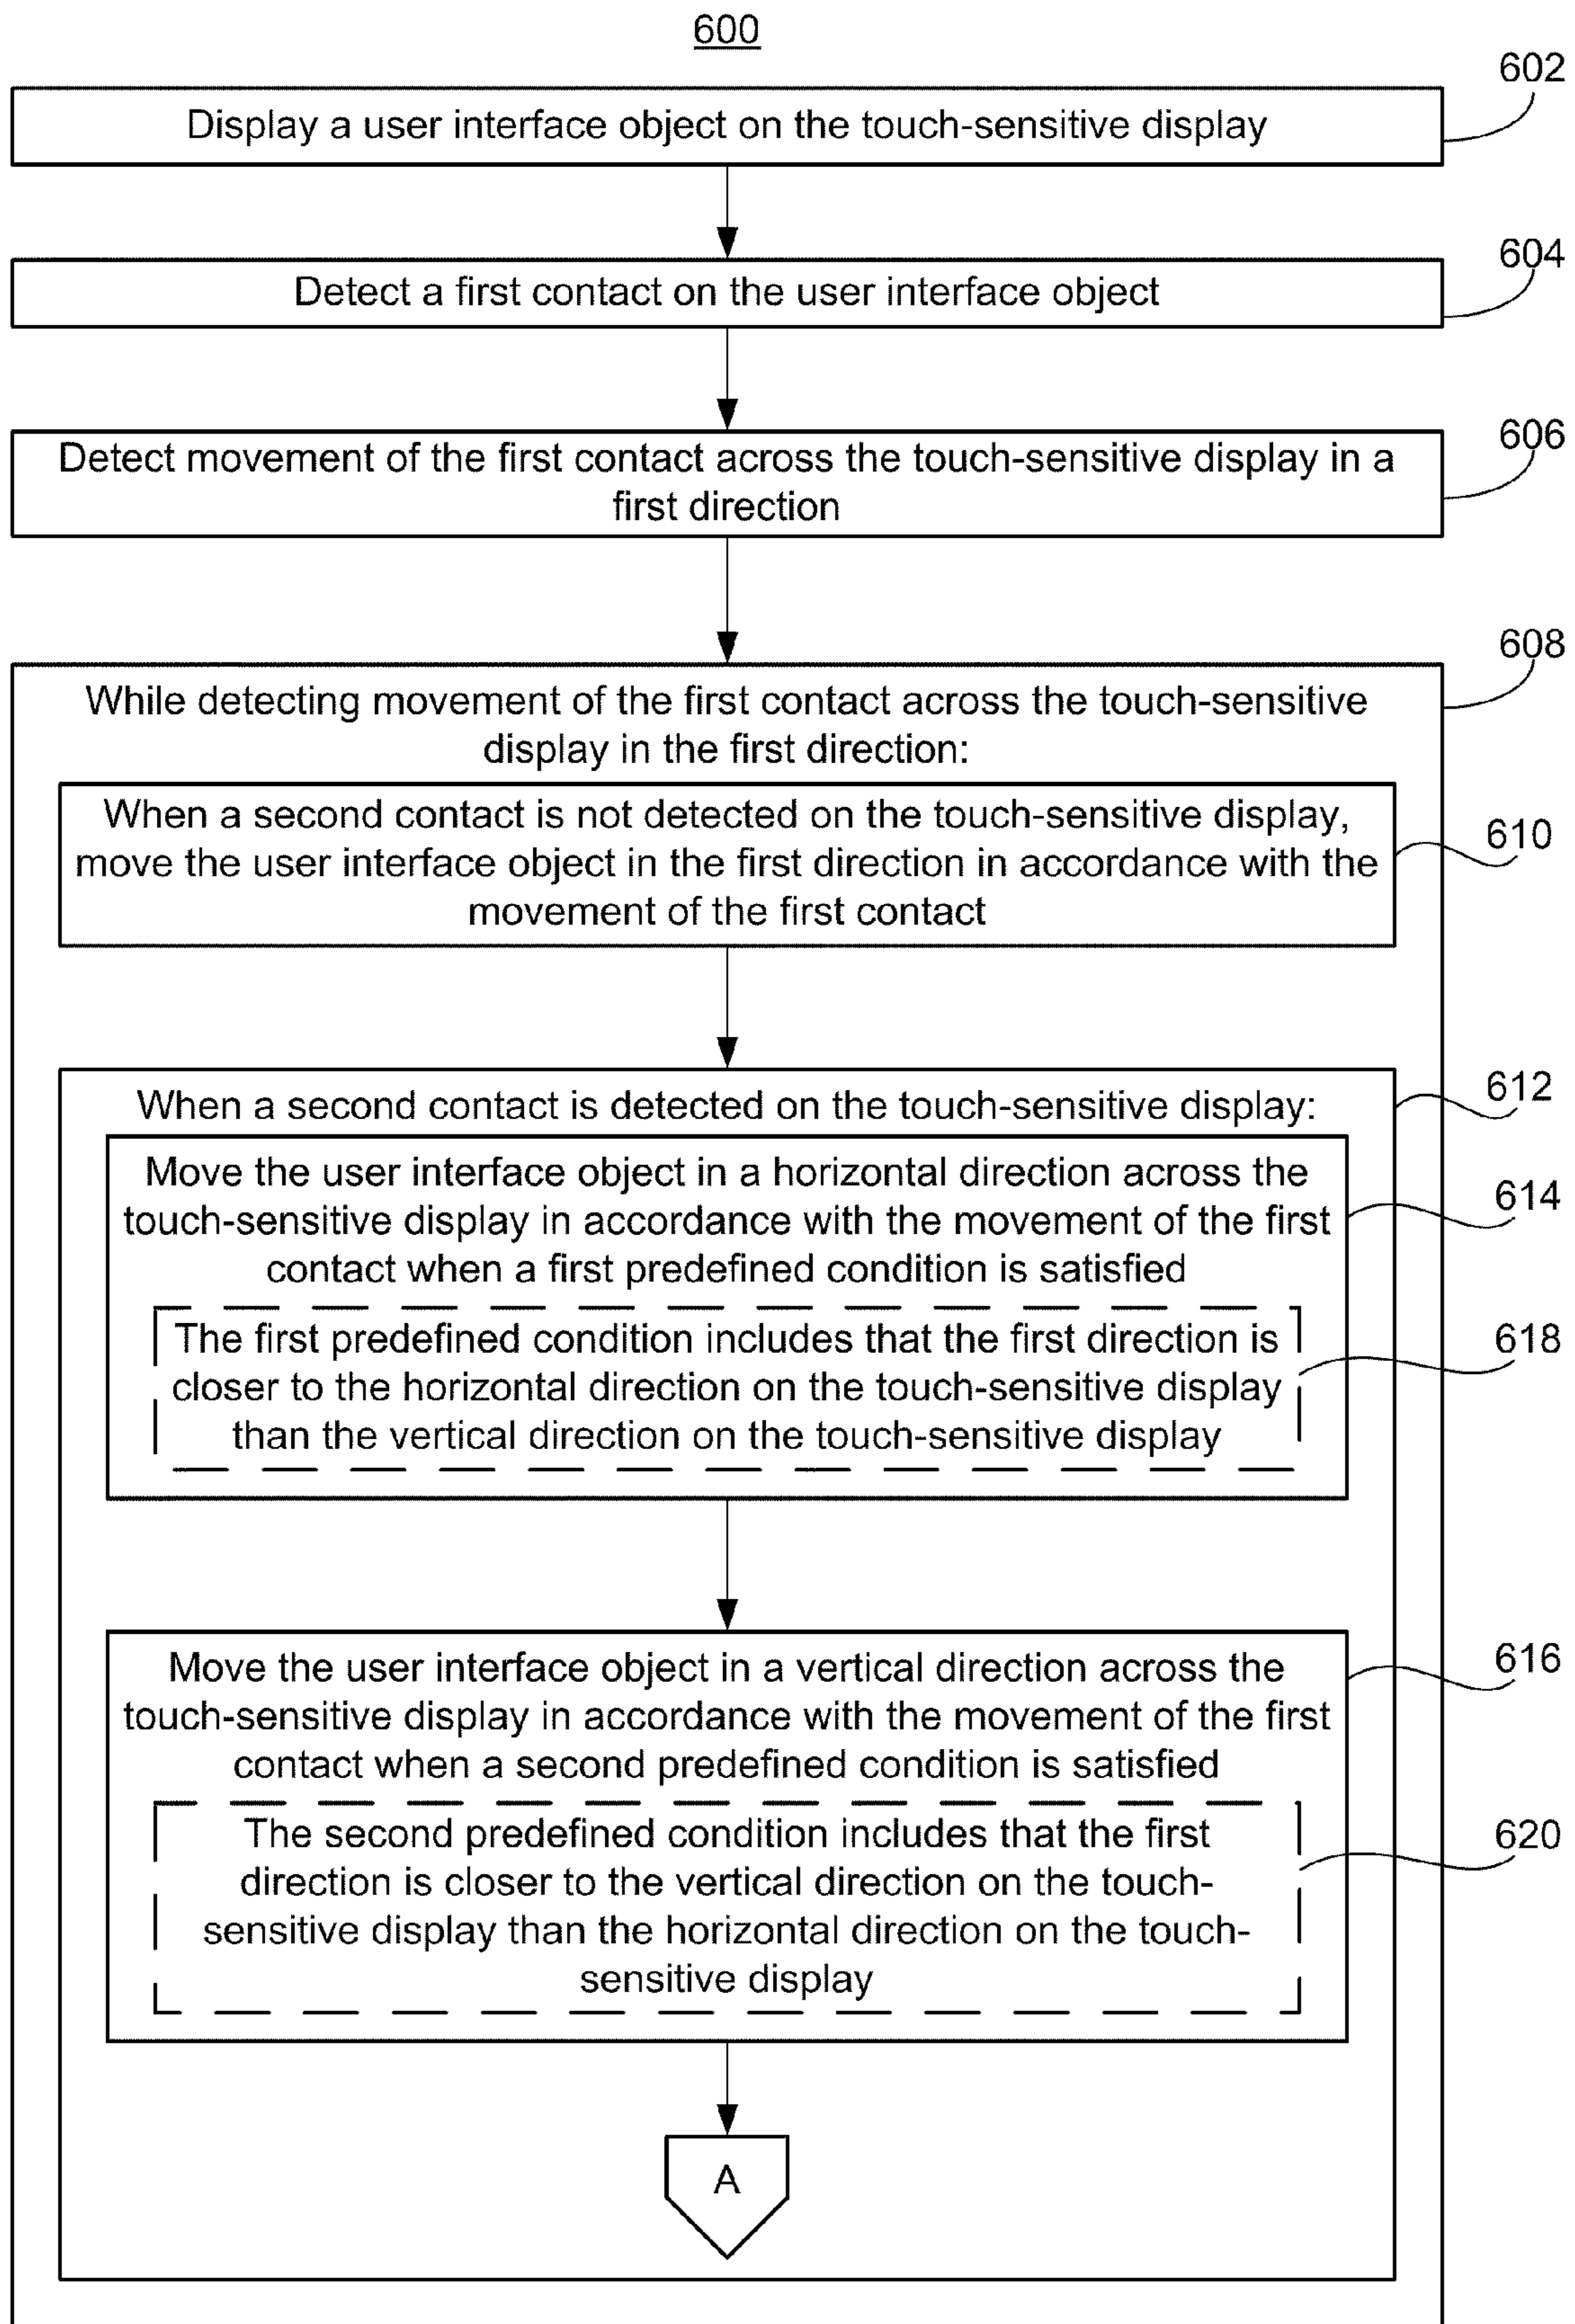 600
602
Display a user interface object on the touch-sensitive display
604
Detect a first contact on the user interface object
606
Detect movement of the first contact across the touch-sensitive display in a
first direction
608
While detecting movement of the first contact across the touch-sensitive
display in the first direction:
When a second contact is not detected on the touch-sensitive display,
move the user interface object in the first direction in accordance with the
movement of the first contact
610
When a second contact is detected on the touch-sensitive display:
612
Move the user interface object in a horizontal direction across the
touch-sensitive display in accordance with the movement of the first
contact when a first predefined condition is satisfied
614
The first predefined condition includes that the first direction is
closer to the horizontal direction on the touch-sensitive display
than the vertical direction on the touch-sensitive display
618
Move the user interface object in a vertical direction across the
touch-sensitive display in accordance with the movement of the first
contact when a second predefined condition is satisfied
616
The second predefined condition includes that the first
direction is closer to the vertical direction on the touch-
sensitive display than the horizontal direction on the touch-
sensitive display
620
A